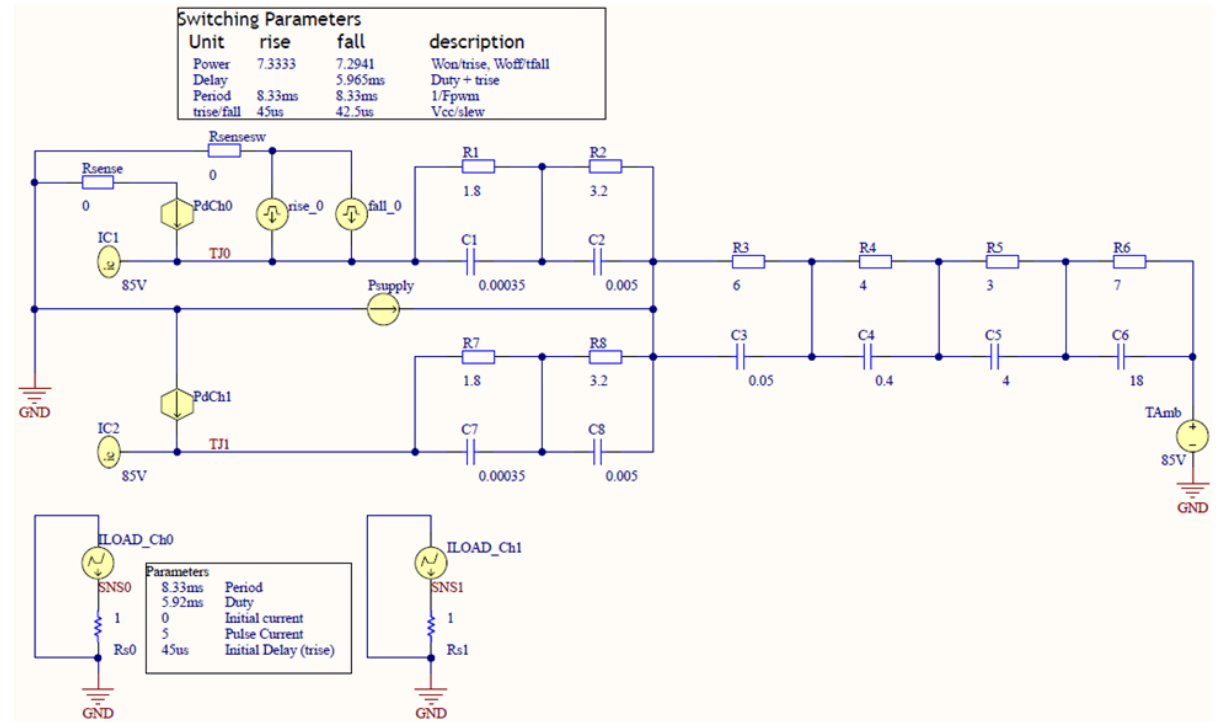 Switching Parameters
Unit rise fall description
Power 7.3333 7.2941 Won/trise, Woff/tfall
Delay 5.965ms Duty + trise
Period 8.33ms 8.33ms 1/Fpwm
trise/fall 45us 42.5us Vcc/slew
Rsensesw
0
Rsense
0
PdCh0
rise_0
fall_0
IC1
.IC
85V
TJ0
R1
1.8
R2
3.2
C1
0.00035
C2
0.005
Psupply
R3
6
R4
4
R5
3
R6
7
C3
0.05
C4
0.4
C5
4
C6
18
R7
1.8
R8
3.2
C7
0.00035
C8
0.005
GND
PdCh1
IC2
.IC
85V
TJ1
TAmb
+
-
85V
GND
ILOAD_Ch0
SNS0
1
Rs0
GND
Parameters
8.33ms Period
5.92ms Duty
0 Initial current
5 Pulse Current
45us Initial Delay (trise)
ILOAD_Ch1
SNS1
1
Rs1
GND